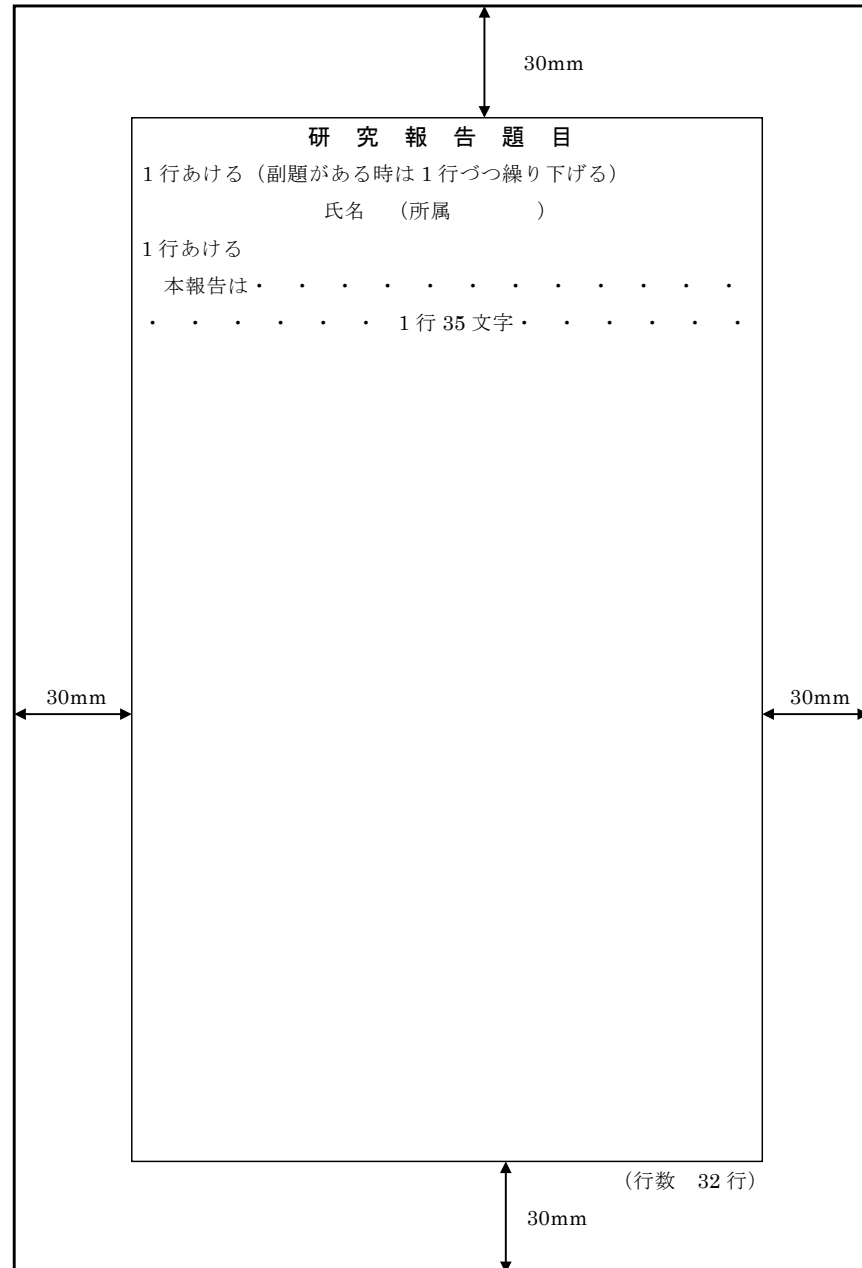 30mm
研 究 報 告 題 目
1行あける（副題がある時は1行づつ繰り下げる）
氏名　（所属　　　　）
1行あける
本報告は・ ・ ・ ・ ・ ・ ・ ・ ・ ・ ・ ・
・ ・ ・ ・ ・ ・ 1行35文字・ ・ ・ ・ ・ ・
30mm
30mm
（行数　32行）
30mm